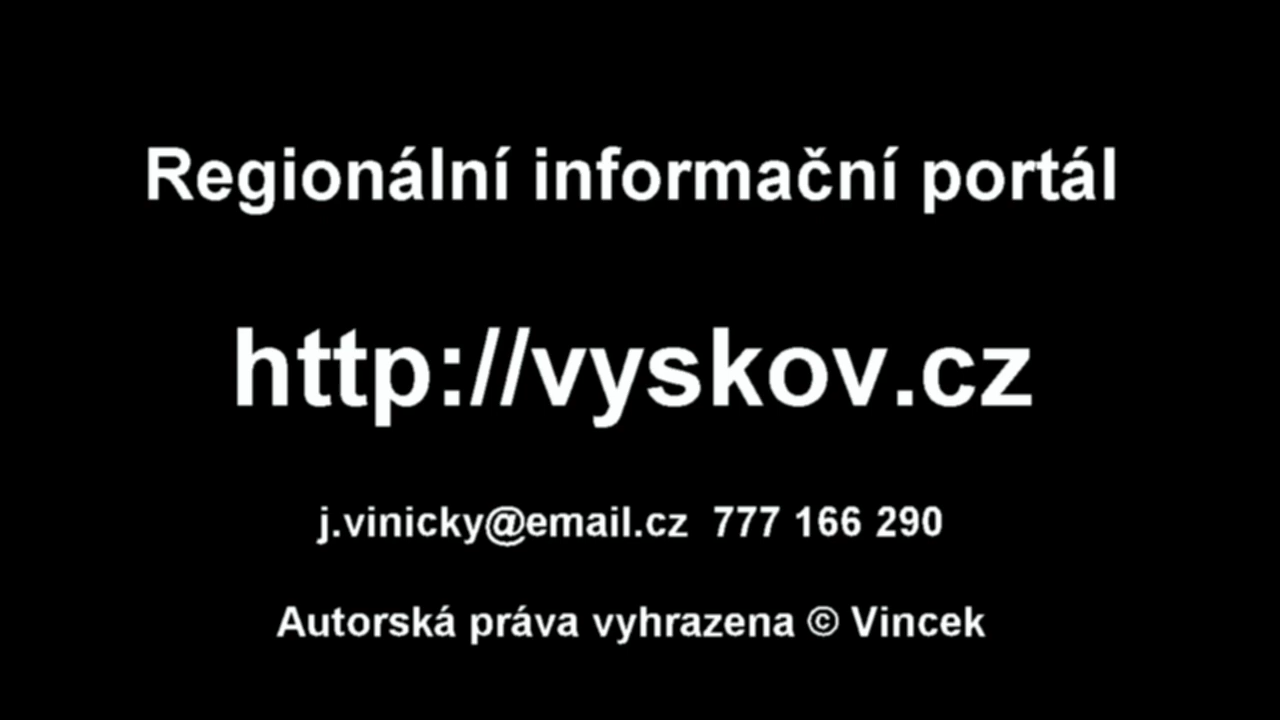 Regionální informační portál
http://vyskov.cz
j.vinicky@email.cz 777 166 290
Autorská práva vyhrazena © Vincek